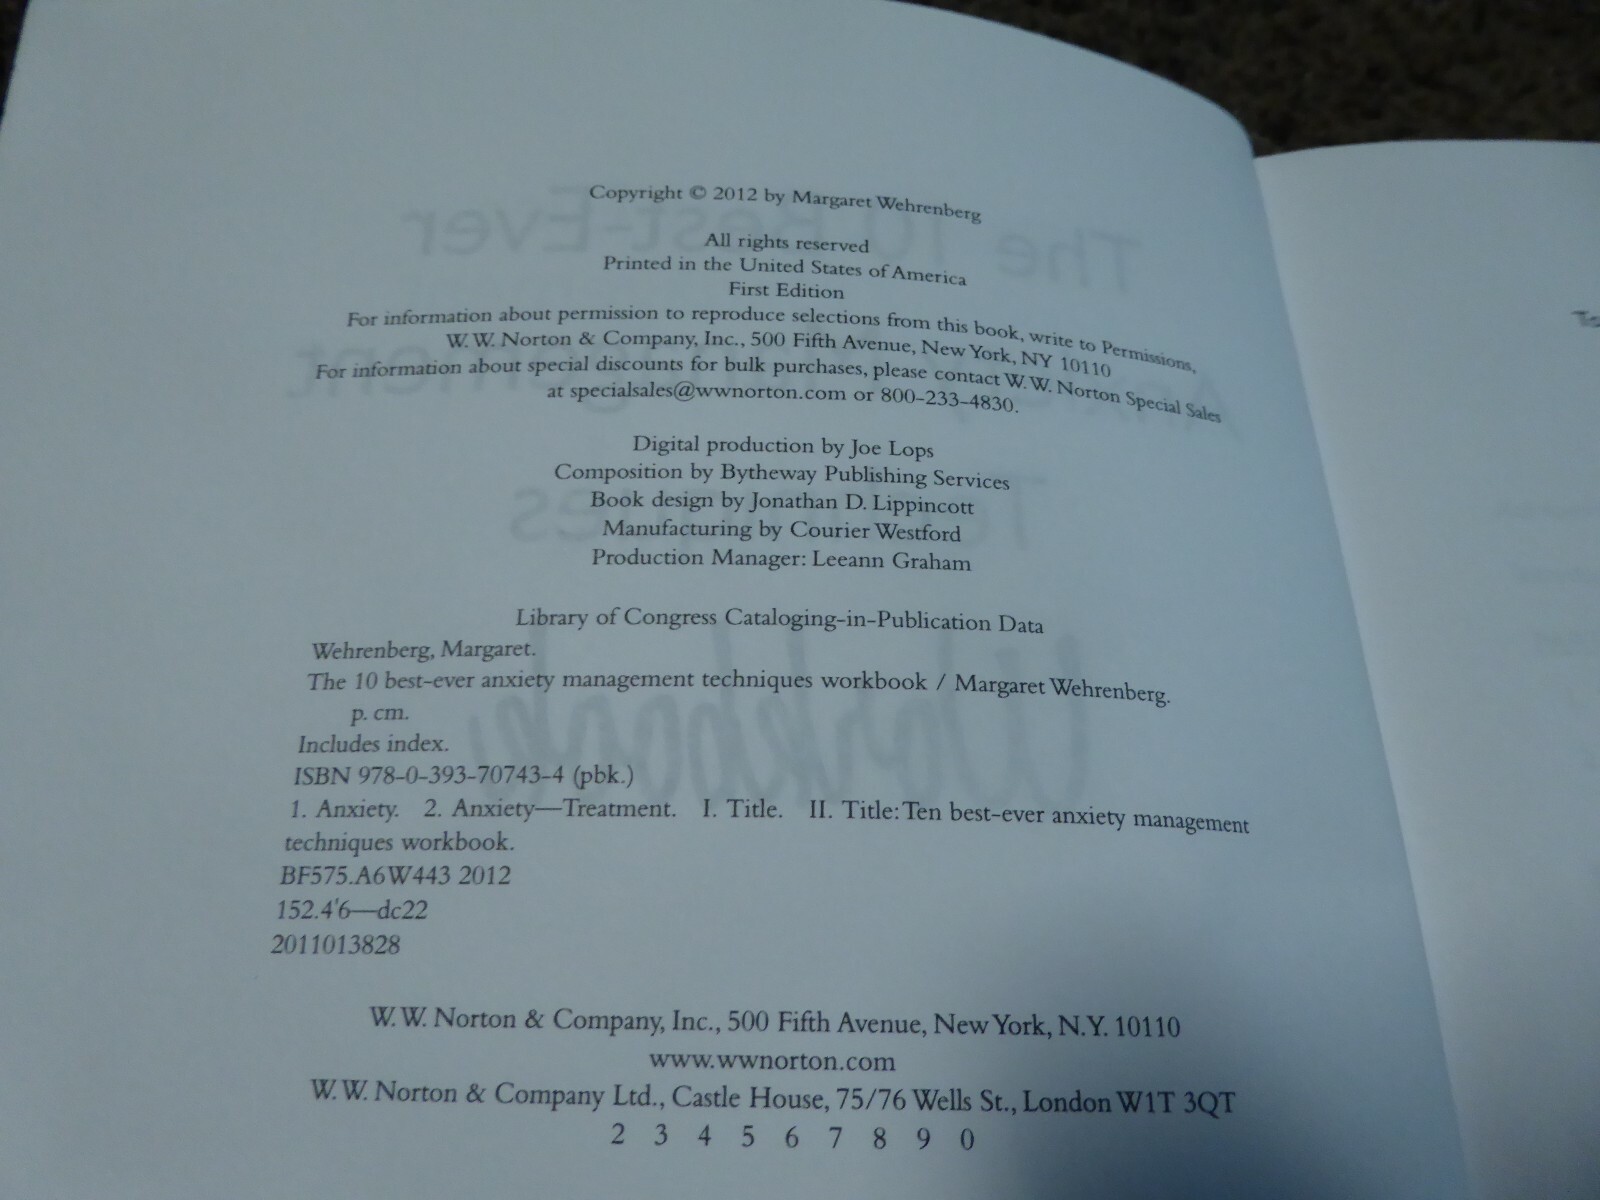 Copyright © 2012 by Margaret Wehrenberg
All rights reserved
Printed in the United States of America
First Edition
For information about permission to reproduce selections from this book, write to Permissions,
W. W. Norton & Company, Inc., 500 Fifth Avenue, New York, NY 10110
For information about special discounts for bulk purchases, please contact W. W. Norton Special Sales
at specialsales@wwnorton.com or 800-233-4830.
Digital production by Joe Lops
Composition by Bytheway Publishing Services
Book design by Jonathan D. Lippincott
Manufacturing by Courier Westford
Production Manager: Leeann Graham
Library of Congress Cataloging-in-Publication Data
Wehrenberg, Margaret.
The 10 best-ever anxiety management techniques workbook / Margaret Wehrenberg.
p. cm.
Includes index.
ISBN 978-0-393-70743-4 (pbk.)
1. Anxiety. 2. Anxiety—Treatment. I. Title. II. Title: Ten best-ever anxiety management
techniques workbook.
BF575.A6W443 2012
152.4'6—dc22
2011013828
W. W. Norton & Company, Inc., 500 Fifth Avenue, New York, N.Y. 10110
www.wwnorton.com
W. W. Norton & Company Ltd., Castle House, 75/76 Wells St., London W1T 3QT
2 3 4 5 6 7 8 9 0